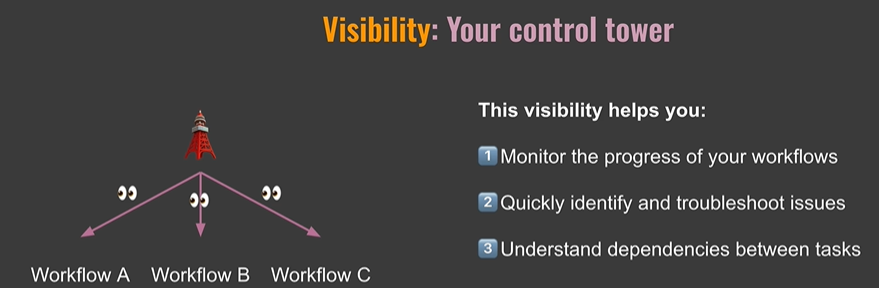 Visibility: Your control tower
This visibility helps you:
1 Monitor the progress of your workflows
2 Quickly identify and troubleshoot issues
3 Understand dependencies between tasks
Workflow A Workflow B Workflow C